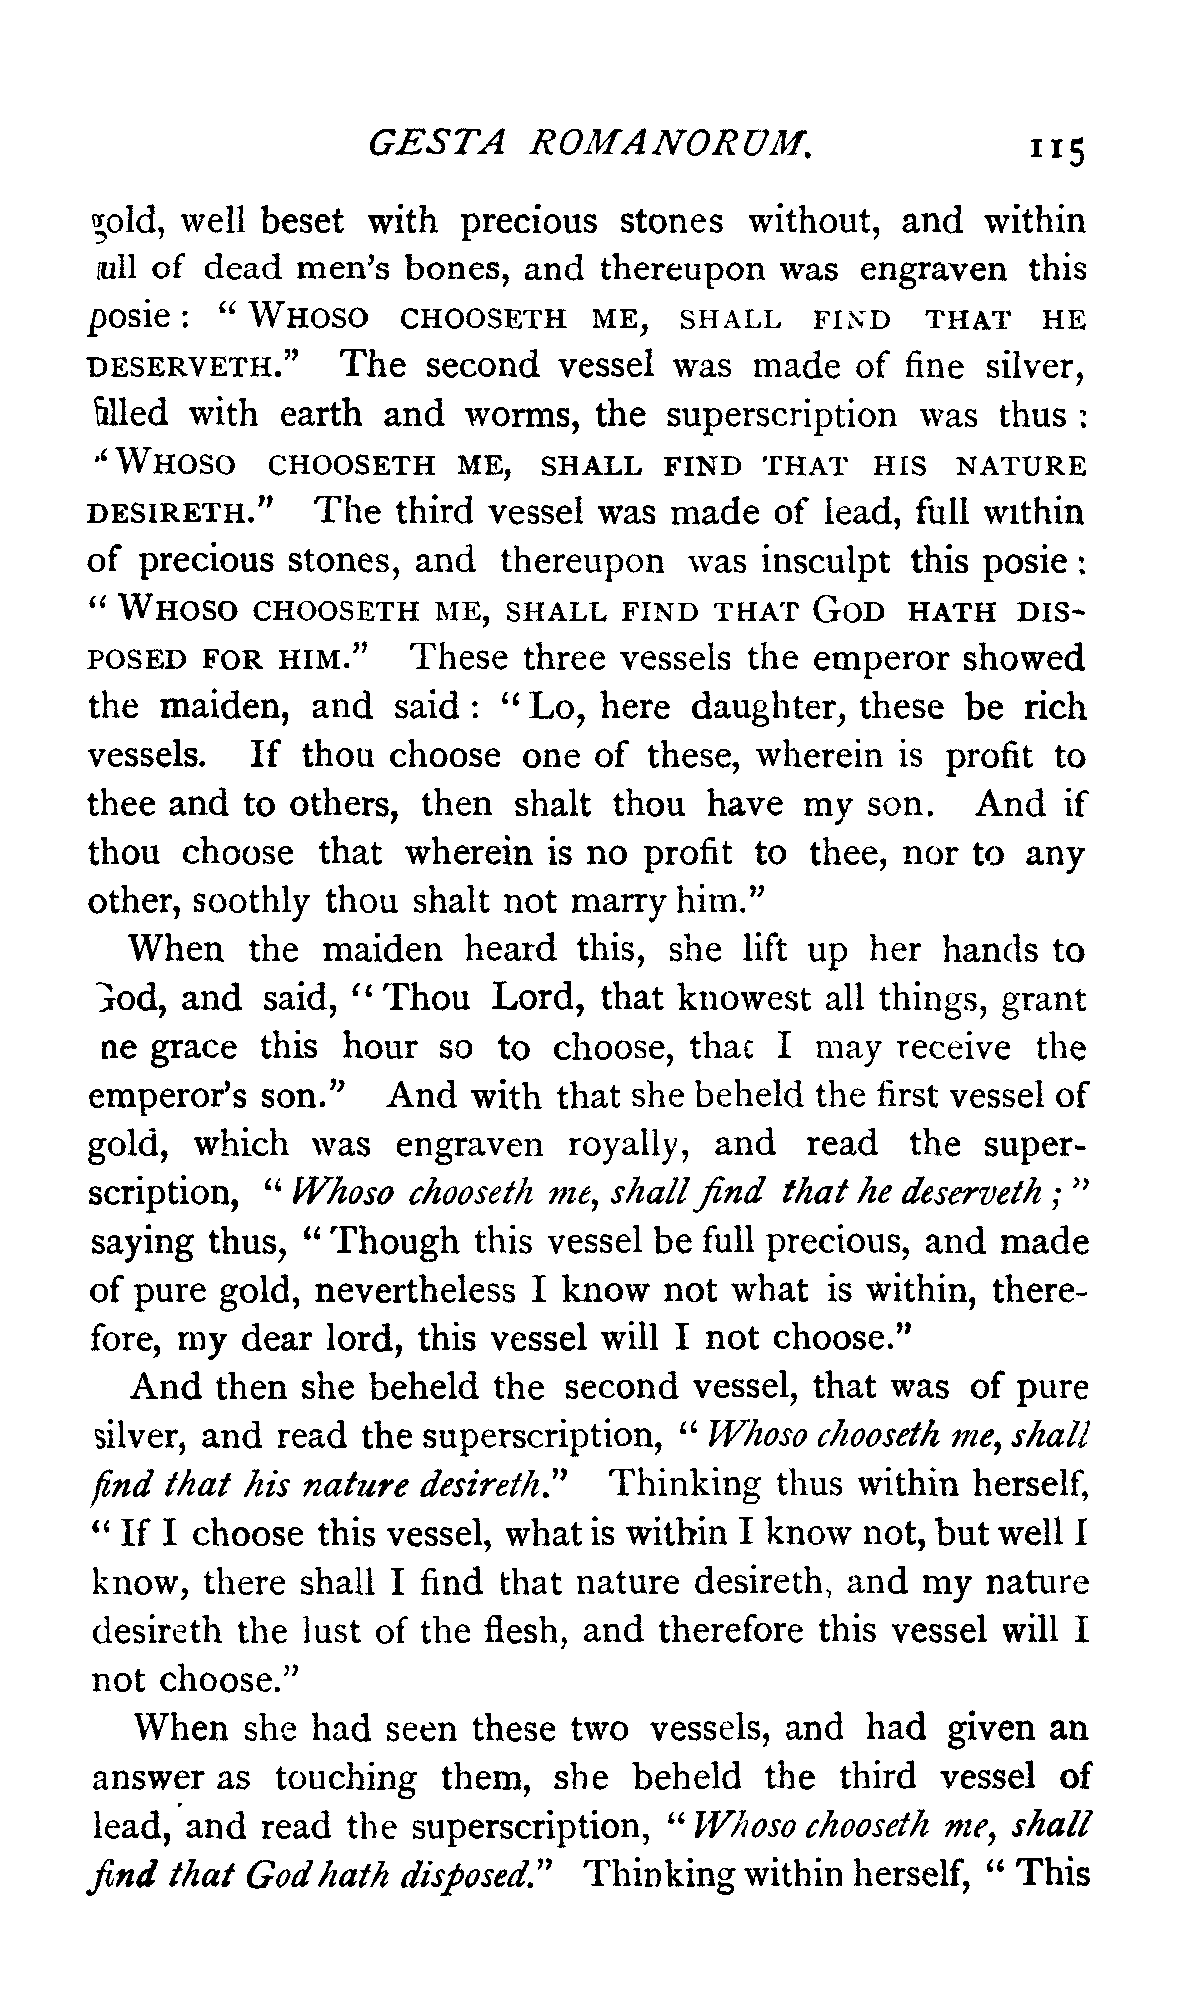 GESTA ROMANORUM. 115
gold, well beset with precious stones without, and within
full of dead men's bones, and thereupon was engraven this
posie : " WHOSO CHOOSETH ME, SHALL FIND THAT HE
DESERVETH." The second vessel was made of fine silver,
filled with earth and worms, the superscription was thus :
"WHOSO CHOOSETH ME, SHALL FIND THAT HIS NATURE
DESIRETH." The third vessel was made of lead, full within
of precious stones, and thereupon was insculpt this posie :
" WHOSO CHOOSETH ME, SHALL FIND THAT GOD HATH DIS-
POSED FOR HIM." These three vessels the emperor showed
the maiden, and said : " Lo, here daughter, these be rich
vessels. If thou choose one of these, wherein is profit to
thee and to others, then shalt thou have my son. And if
thou choose that wherein is no profit to thee, nor to any
other, soothly thou shalt not marry him."
When the maiden heard this, she lift up her hands to
God, and said, " Thou Lord, that knowest all things, grant
me grace this hour so to choose, that I may receive the
emperor's son." And with that she beheld the first vessel of
gold, which was engraven royally, and read the super-
scription, " Whoso chooseth me, shall find that he deserveth ; "
saying thus, " Though this vessel be full precious, and made
of pure gold, nevertheless I know not what is within, there-
fore, my dear lord, this vessel will I not choose."
And then she beheld the second vessel, that was of pure
silver, and read the superscription, " Whoso chooseth me, shall
find that his nature desireth." Thinking thus within herself,
" If I choose this vessel, what is within I know not, but well I
know, there shall I find that nature desireth, and my nature
desireth the lust of the flesh, and therefore this vessel will I
not choose."
When she had seen these two vessels, and had given an
answer as touching them, she beheld the third vessel of
lead, and read the superscription, " Whoso chooseth me, shall
find that God hath disposed." Thinking within herself, " This